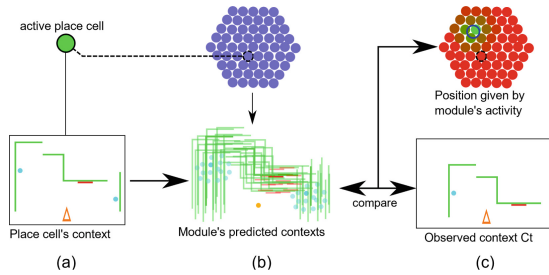 active place cell
Position given by
module's activity
compare
Place cell's context
Module's predicted contexts
Observed context Ct
(a)
(b)
(c)